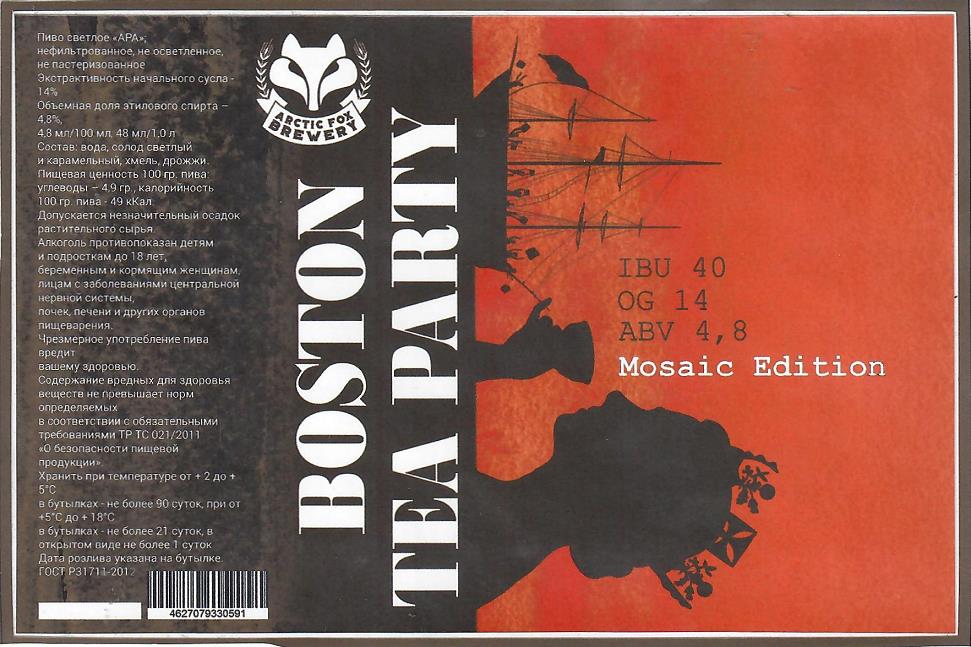 Пиво светлое «APA»,
нефильтрованное, не осветленное,
не пастеризованное
Экстрактивность начального сусла -
14%
Объемная доля этилового спирта –
4,8%,
4,8 мл/100 мл, 48 мл/1,0 л
Состав: вода, солод светлый
и карамельный, хмель, дрожжи.
Пищевая ценность 100 гр. пива:
углеводы – 4,9 гр., калорийность
100 гр. пива - 49 кКал.
Допускается незначительный осадок
растительного сырья.
Алкоголь противопоказан детям
и подросткам до 18 лет,
беременным и кормящим женщинам,
лицам с заболеваниями центральной
нервной системы,
почек, печени и других органов
пищеварения.
Чрезмерное употребление пива
вредит
вашему здоровью.
Содержание вредных для здоровья
веществ не превышает норм
определяемых
в соответствии с обязательными
требованиями ТР ТС 021/2011
«О безопасности пищевой
продукции»
Хранить при температуре от + 2 до +
5°С
в бутылках - не более 90 суток, при от
+5°С до + 18°С
в бутылках - не более 21 суток, в
открытом виде не более 1 суток
Дата розлива указана на бутылке.
ГОСТ Р31711-2012
4627079330591
ARCTIC FOX
BREWERY
BOSTON
TEA PARTY
IBU 40
OG 14
ABV 4,8
Mosaic Edition